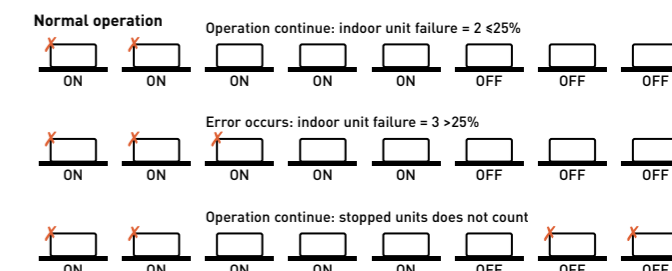 Normal operation
Operation continue: indoor unit failure = 2 ≤25%
ON ON ON ON ON OFF OFF OFF
Error occurs: indoor unit failure = 3 >25%
ON ON ON ON ON OFF OFF OFF
Operation continue: stopped units does not count
ON ON ON ON ON OFF OFF OFF